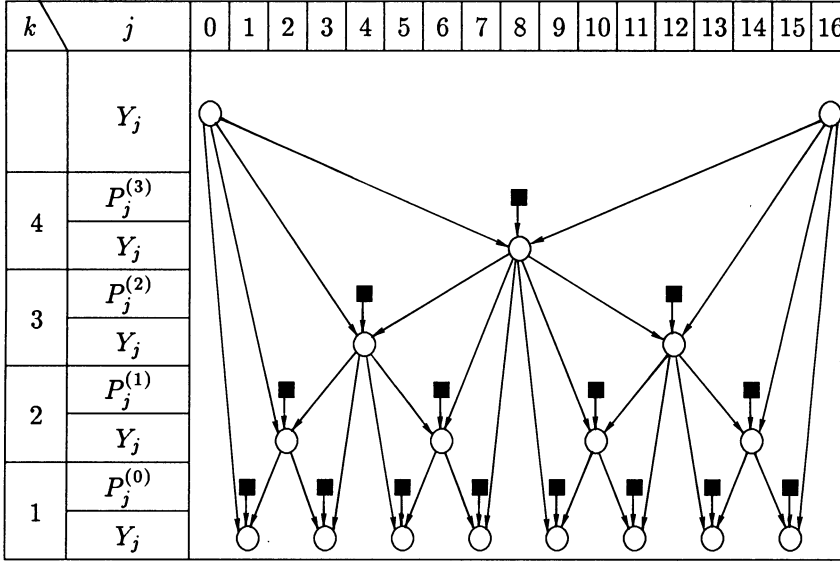 k j 0 1 2 3 4 5 6 7 8 9 10 11 12 13 14 15 16
Y_j
4 P_j^{(3)}
Y_j
3 P_j^{(2)}
Y_j
2 P_j^{(1)}
Y_j
1 P_j^{(0)}
Y_j